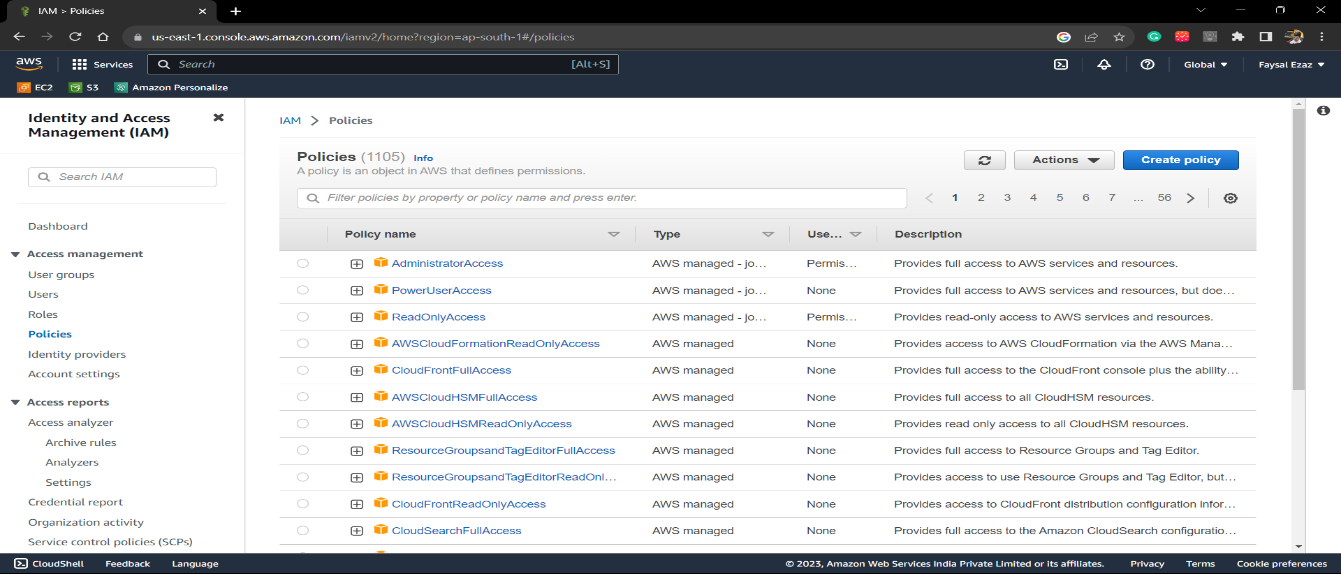 IAM > Policies
us-east-1.console.aws.amazon.com/iamv2/home?region=ap-south-1#/policies
aws Services Search [Alt+S] Global Faysal Ezaz
EC2 S3 Amazon Personalize
Identity and Access
Management (IAM)
Search IAM
Dashboard
Access management
User groups
Users
Roles
Policies
Identity providers
Account settings
Access reports
Access analyzer
Archive rules
Analyzers
Settings
Credential report
Organization activity
Service control policies (SCPs)
IAM > Policies
Policies (1105) Info
A policy is an object in AWS that defines permissions.
Actions Create policy
Filter policies by property or policy name and press enter.
1 2 3 4 5 6 7 ... 56
Policy name Type Use... Description
AdministratorAccess AWS managed - jo... Permis... Provides full access to AWS services and resources.
PowerUserAccess AWS managed - jo... None Provides full access to AWS services and resources, but doe...
ReadOnlyAccess AWS managed - jo... Permis... Provides read-only access to AWS services and resources.
AWSCloudFormationReadOnlyAccess AWS managed None Provides access to AWS CloudFormation via the AWS Mana...
CloudFrontFullAccess AWS managed None Provides full access to the CloudFront console plus the ability...
AWSCloudHSMFullAccess AWS managed None Provides full access to all CloudHSM resources.
AWSCloudHSMReadOnlyAccess AWS managed None Provides read only access to all CloudHSM resources.
ResourceGroupsandTagEditorFullAccess AWS managed None Provides full access to Resource Groups and Tag Editor.
ResourceGroupsandTagEditorReadOnl... AWS managed None Provides access to use Resource Groups and Tag Editor, but...
CloudFrontReadOnlyAccess AWS managed None Provides access to CloudFront distribution configuration infor...
CloudSearchFullAccess AWS managed None Provides full access to the Amazon CloudSearch configuratio...
CloudShell Feedback Language © 2023, Amazon Web Services India Private Limited or its affiliates. Privacy Terms Cookie preferences